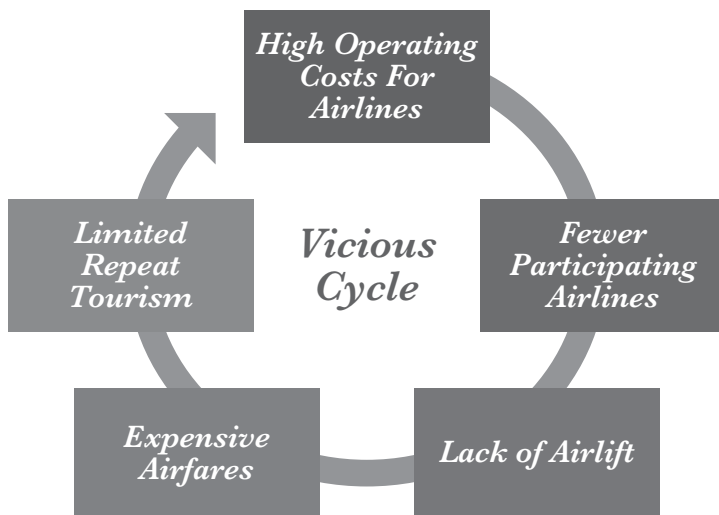 High Operating
Costs For
Airlines
Fewer
Participating
Airlines
Lack of Airlift
Expensive
Airfares
Limited
Repeat
Tourism
Vicious
Cycle